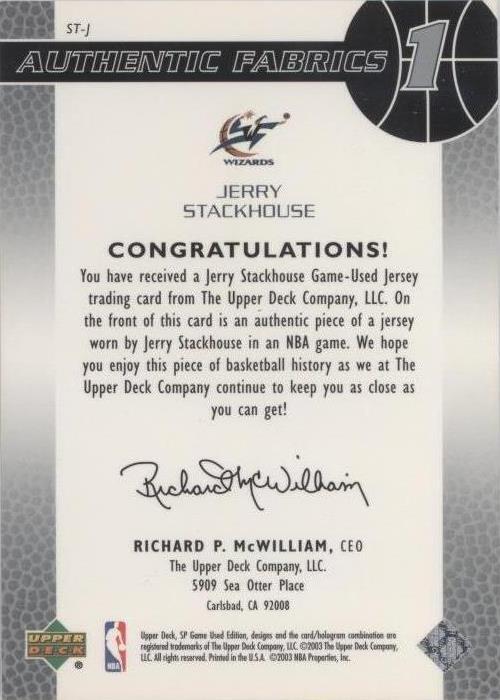 ST-J
AUTHENTIC FABRICS 1
WIZARDS
JERRY
STACKHOUSE
CONGRATULATIONS!
You have received a Jerry Stackhouse Game-Used Jersey
trading card from The Upper Deck Company, LLC. On
the front of this card is an authentic piece of a jersey
worn by Jerry Stackhouse in an NBA game. We hope
you enjoy this piece of basketball history as we at The
Upper Deck Company continue to keep you as close as
you can get!
Richard McWilliam
RICHARD P. McWILLIAM, CEO
The Upper Deck Company, LLC.
5909 Sea Otter Place
Carlsbad, CA 92008
UPPER
DECK
®
NBA
Upper Deck, SP Game Used Edition, designs and the card/hologram combination are
registered trademarks of The Upper Deck Company, LLC. ©2003 The Upper Deck Company,
LLC. All rights reserved. Printed in the U.S.A. ©2003 NBA Properties, Inc.